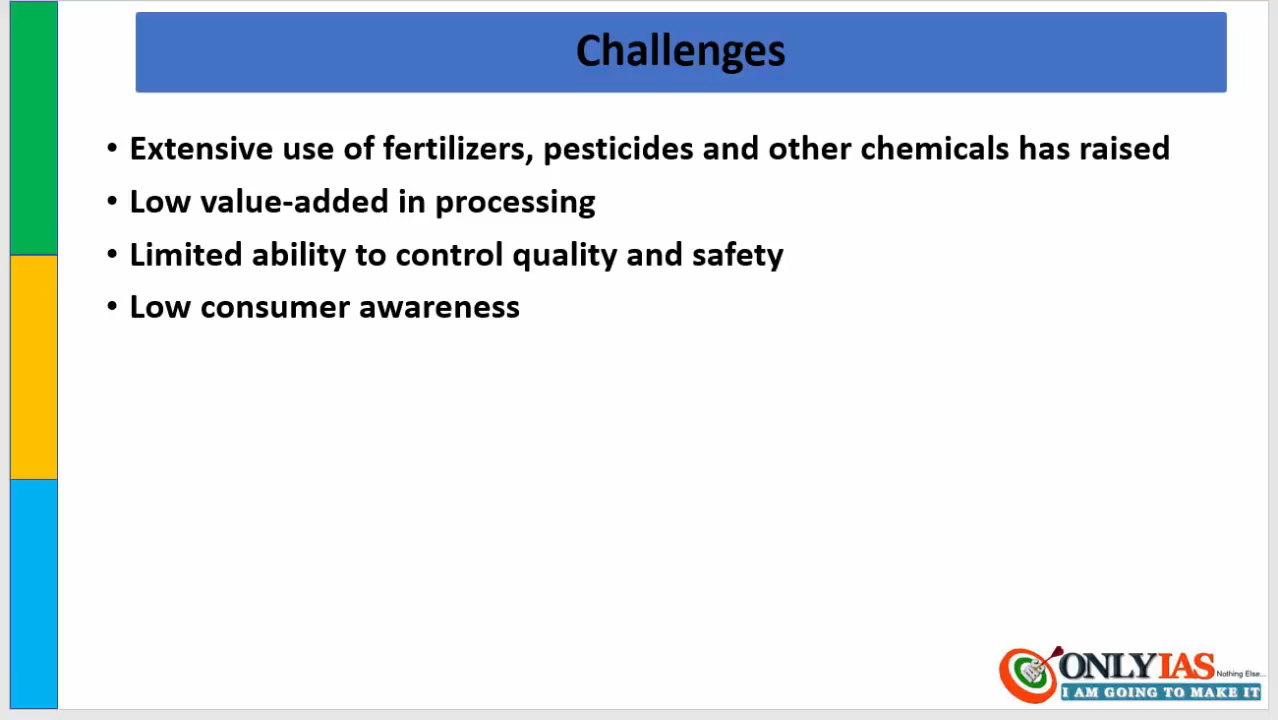 Challenges
• Extensive use of fertilizers, pesticides and other chemicals has raised
• Low value-added in processing
• Limited ability to control quality and safety
• Low consumer awareness
ONLYIAS
Nothing Else...
I AM GOING TO MAKE IT